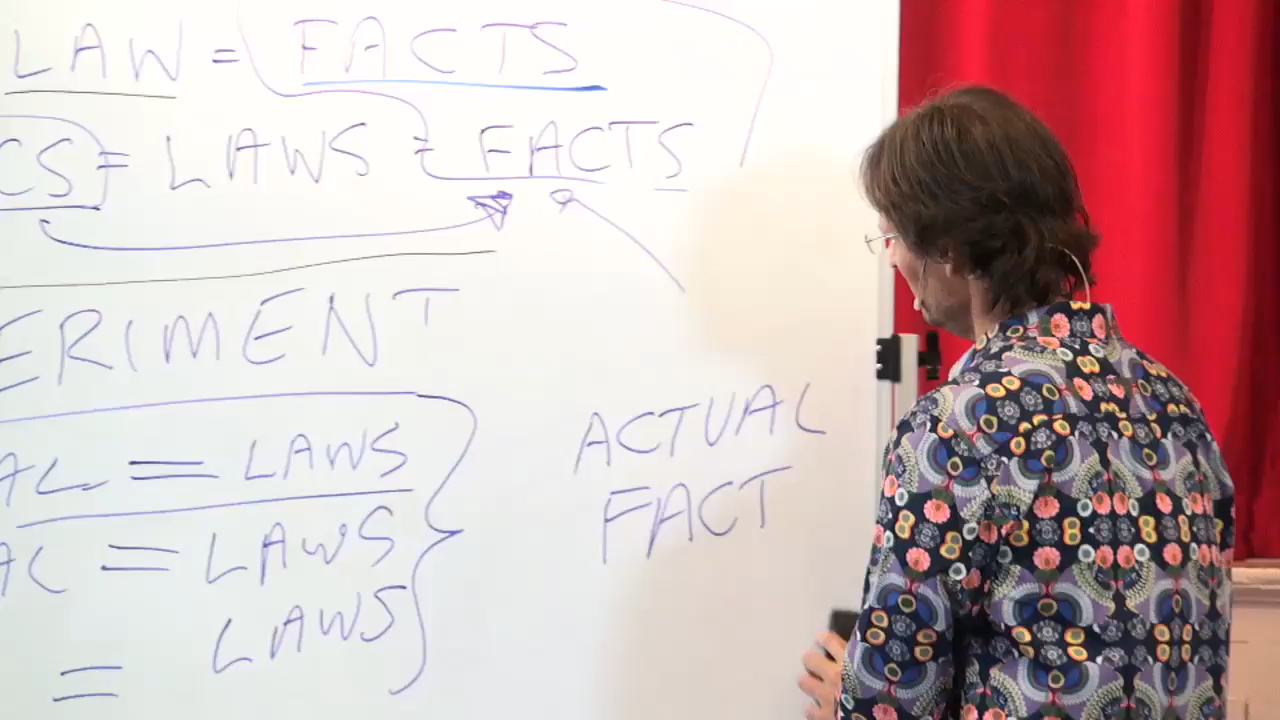 LAW = FACTS
CS = LAWS = FACTS
ERIMENT
AL = LAWS
ACTUAL
FACT
AC = LAWS
= LAWS